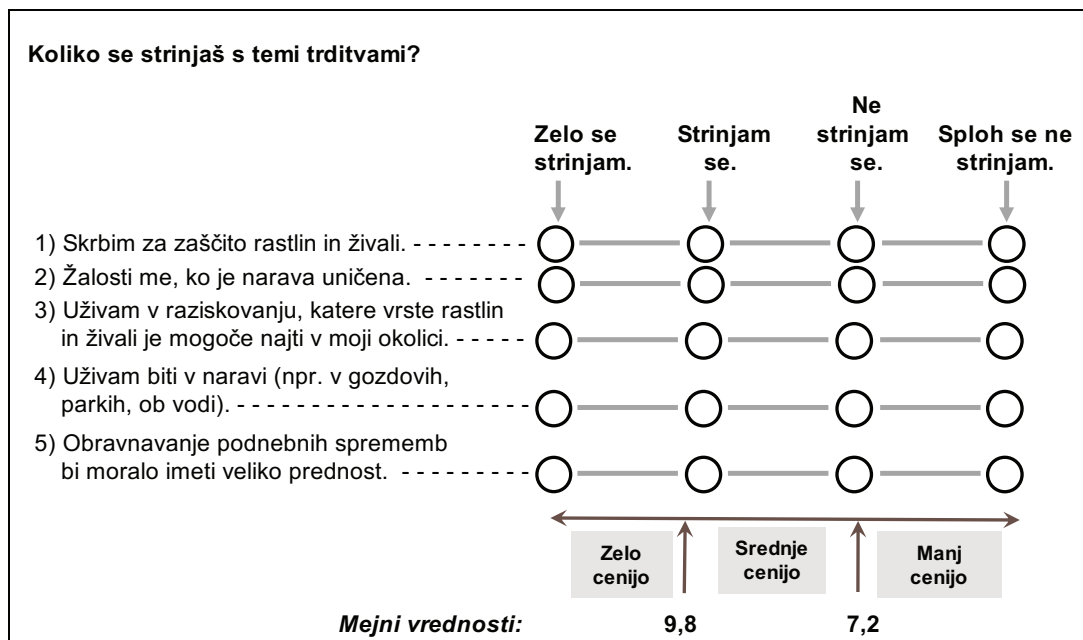 Koliko se strinjaš s temi trditvami?
Zelo se
strinjam.
Strinjam
se.
Ne
strinjam
se.
Sploh se ne
strinjam.
1) Skrbim za zaščito rastlin in živali. - - - - - - - -
2) Žalosti me, ko je narava uničena. - - - - - - -
3) Uživam v raziskovanju, katere vrste rastlin
in živali je mogoče najti v moji okolici. - - - - -
4) Uživam biti v naravi (npr. v gozdovih,
parkih, ob vodi). - - - - - - - - - - - - - - - - - - - -
5) Obravnavanje podnebnih sprememb
bi moralo imeti veliko prednost. - - - - - - - - -
Zelo
cenijo
Srednje
cenijo
Manj
cenijo
Mejni vrednosti: 9,8 7,2